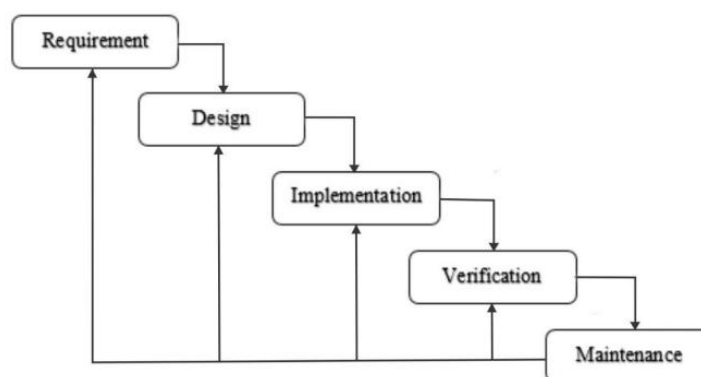 Requirement
Design
Implementation
Verification
Maintenance